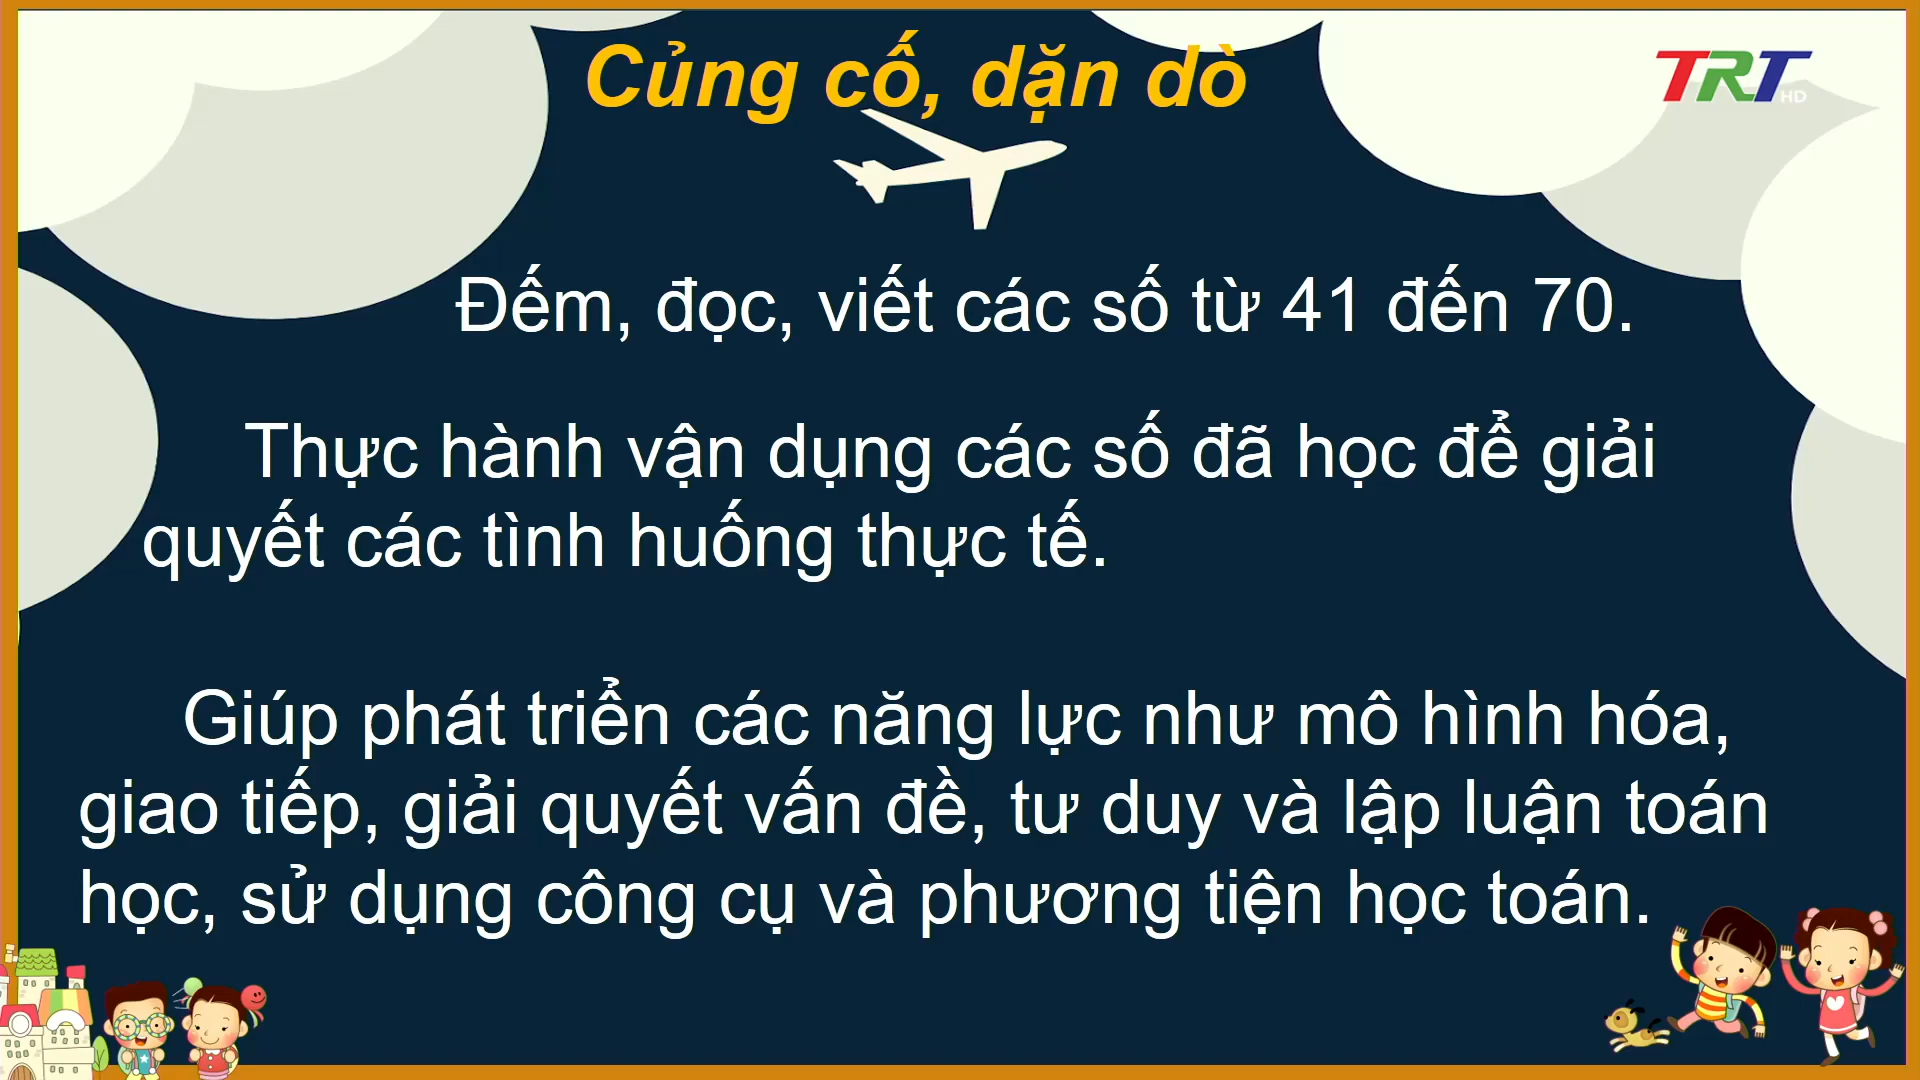 Củng cố, dặn dò
TRT HD
Đếm, đọc, viết các số từ 41 đến 70.
Thực hành vận dụng các số đã học để giải
quyết các tình huống thực tế.
Giúp phát triển các năng lực như mô hình hóa,
giao tiếp, giải quyết vấn đề, tư duy và lập luận toán
học, sử dụng công cụ và phương tiện học toán.